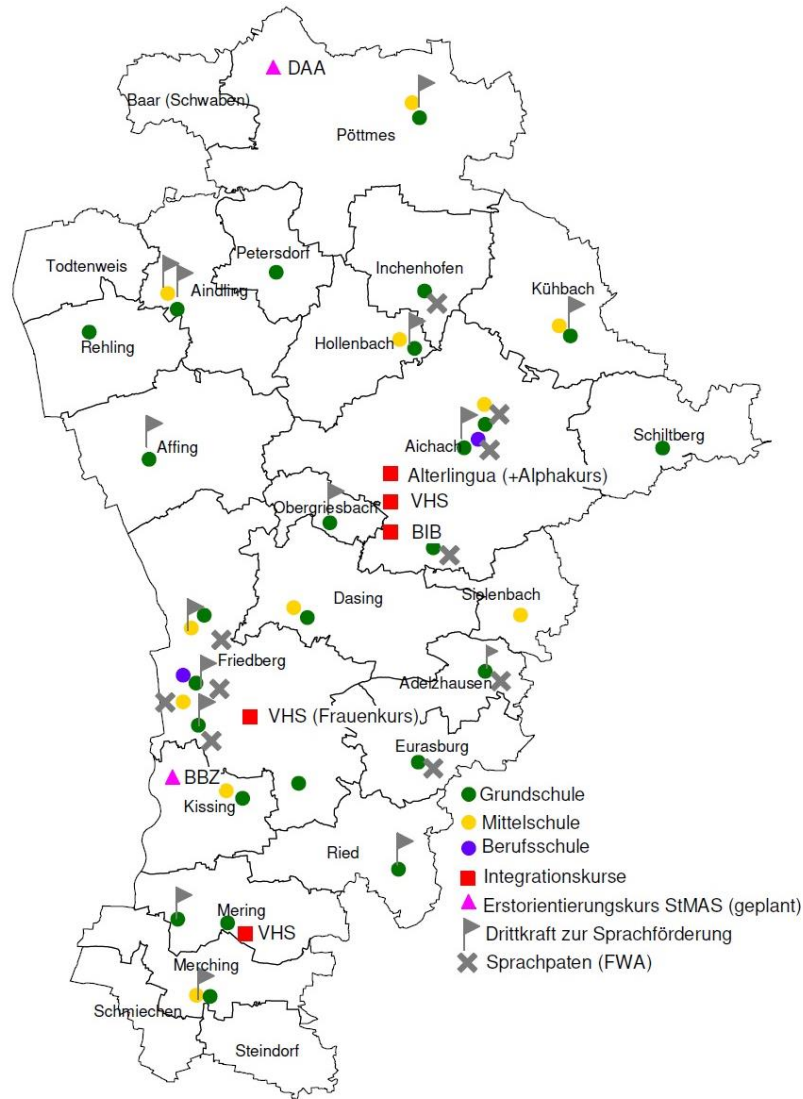 DAA
Baar (Schwaben)
Pöttmes
Petersdorf
Todtenweis
Inchenhofen
Aindling
Kühbach
Rehling
Hollenbach
Affing
Aichach
Schiltberg
Alterlingua (+Alphakurs)
Obergriesbach
VHS
BIB
Dasing
Sielenbach
Friedberg
Adelzhausen
VHS (Frauenkurs)
Eurasburg
BBZ
Kissing
Grundschule
Mittelschule
Berufsschule
Ried
Integrationskurse
Erstorientierungskurs StMAS (geplant)
Mering
VHS
Drittkraft zur Sprachförderung
Sprachpaten (FWA)
Merching
Schmiechen
Steindorf